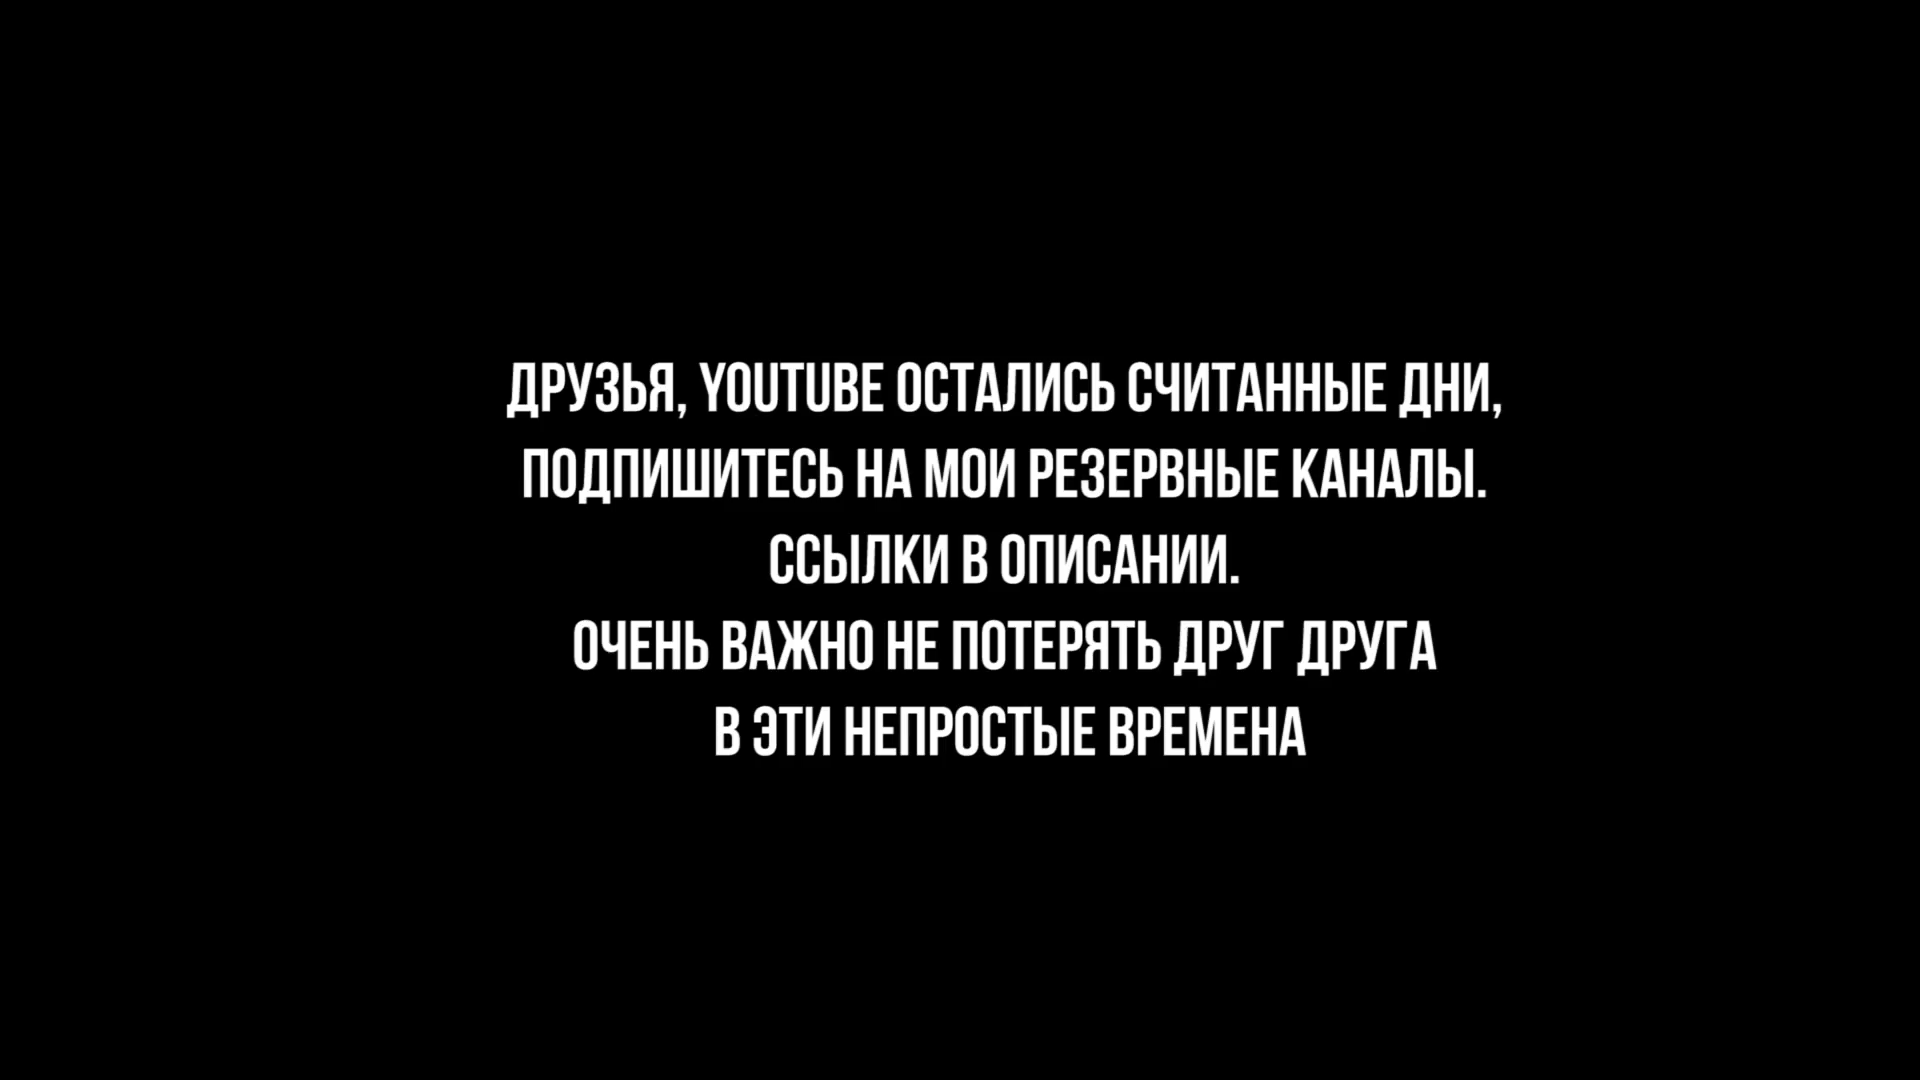 ДРУЗЬЯ, YOUTUBE ОСТАЛИСЬ СЧИТАННЫЕ ДНИ,
ПОДПИШИТЕСЬ НА МОИ РЕЗЕРВНЫЕ КАНАЛЫ.
ССЫЛКИ В ОПИСАНИИ.
ОЧЕНЬ ВАЖНО НЕ ПОТЕРЯТЬ ДРУГ ДРУГА
В ЭТИ НЕПРОСТЫЕ ВРЕМЕНА